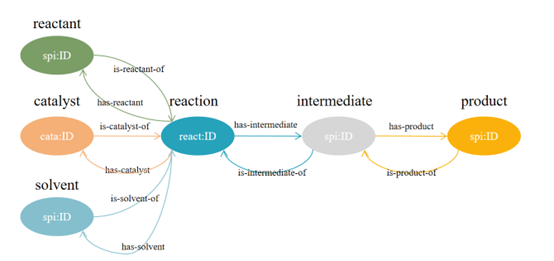 reactant
spi:ID
is-reactant-of
has-reactant
catalyst
reaction
intermediate
product
cata:ID
is-catalyst-of
react:ID
has-intermediate
spi:ID
has-product
spi:ID
has-catalyst
is-intermediate-of
is-product-of
solvent
is-solvent-of
spi:ID
has-solvent